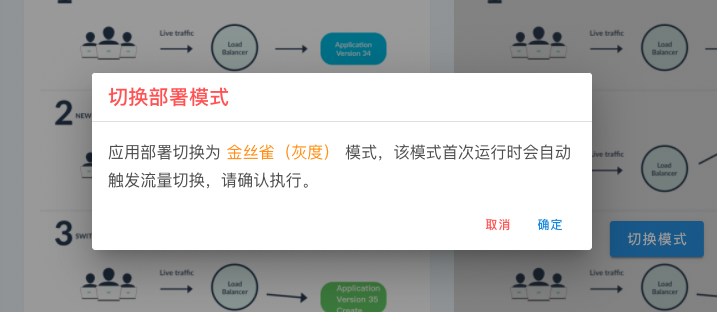 Live traffic
Load
Balancer
Application
Version 34
Live traffic
Load
Balancer
切换部署模式
应用部署切换为 金丝雀（灰度） 模式，该模式首次运行时会自动
触发流量切换，请确认执行。
取消
确定
2 NEW
Live traffic
Load
Balancer
切换模式
3
Live traffic
Load
Balancer
Application
Version 35
Create
Live traffic
Load
Balancer